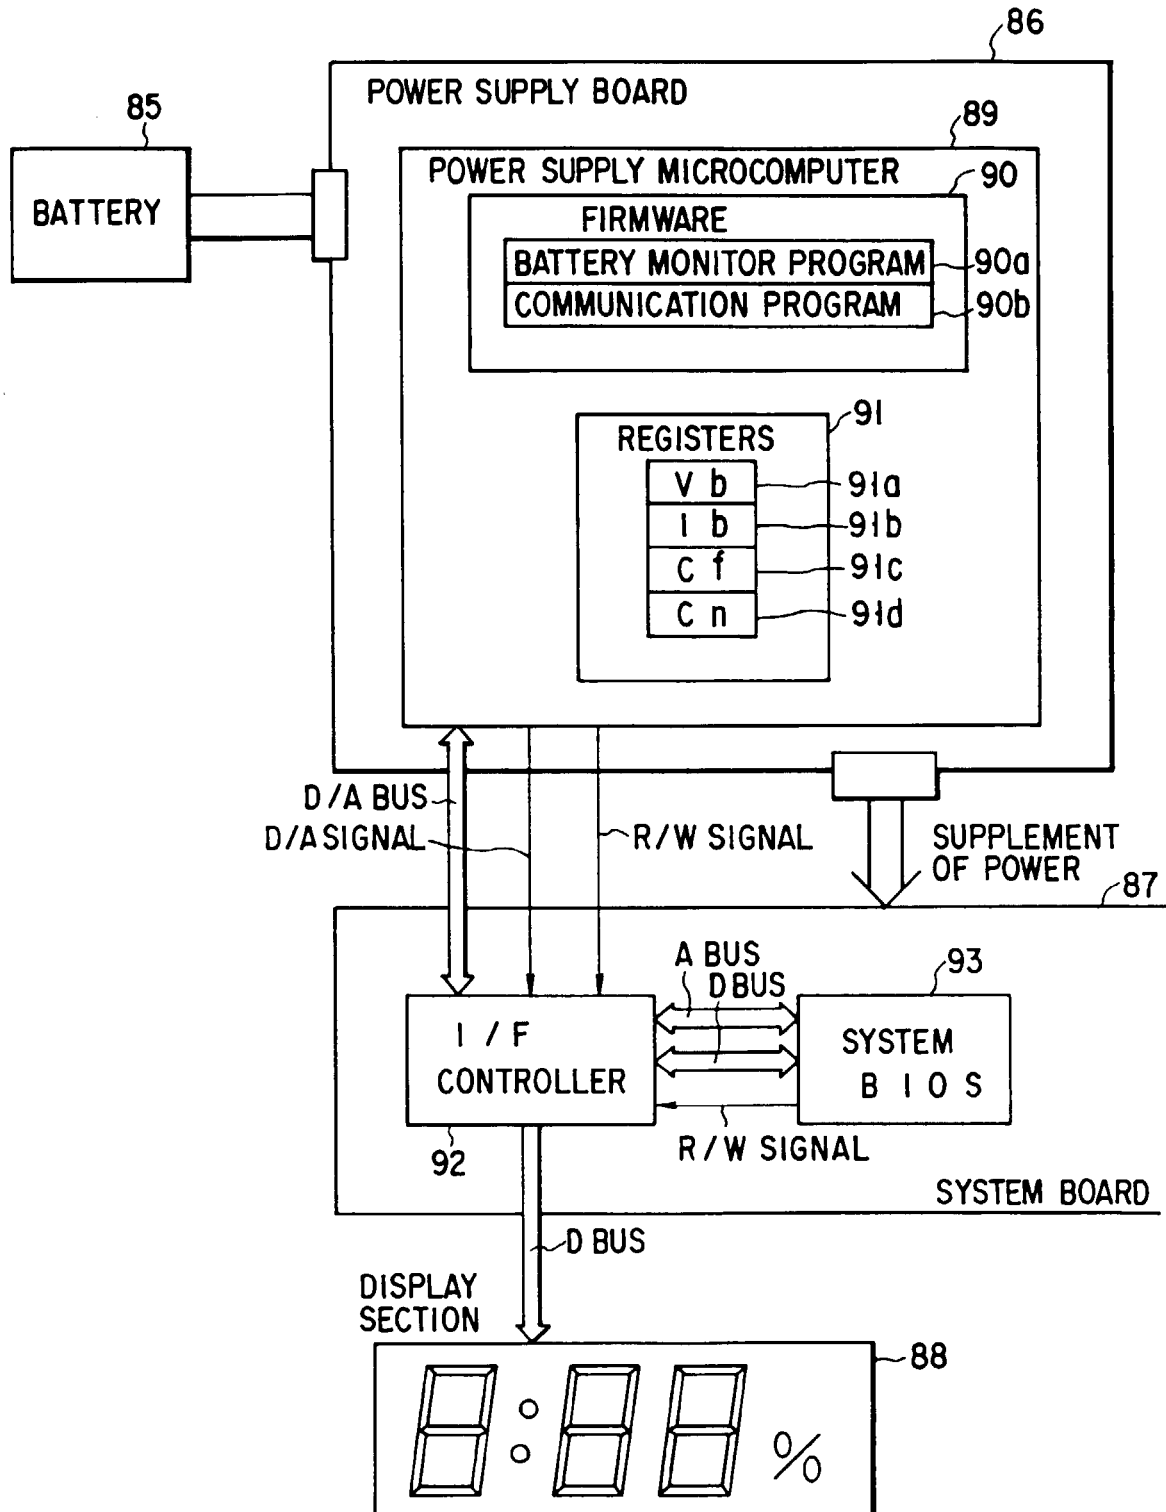 86
POWER SUPPLY BOARD
85
BATTERY
89
POWER SUPPLY MICROCOMPUTER
90
FIRMWARE
BATTERY MONITOR PROGRAM
90a
COMMUNICATION PROGRAM
90b
91
REGISTERS
V b
91a
I b
91b
C f
91c
C n
91d
D/A BUS
D/A SIGNAL
R/W SIGNAL
SUPPLEMENT
OF POWER
87
A BUS
D BUS
93
I / F
CONTROLLER
92
SYSTEM
B I O S
R/W SIGNAL
SYSTEM BOARD
D BUS
DISPLAY
SECTION
88
8:88 %